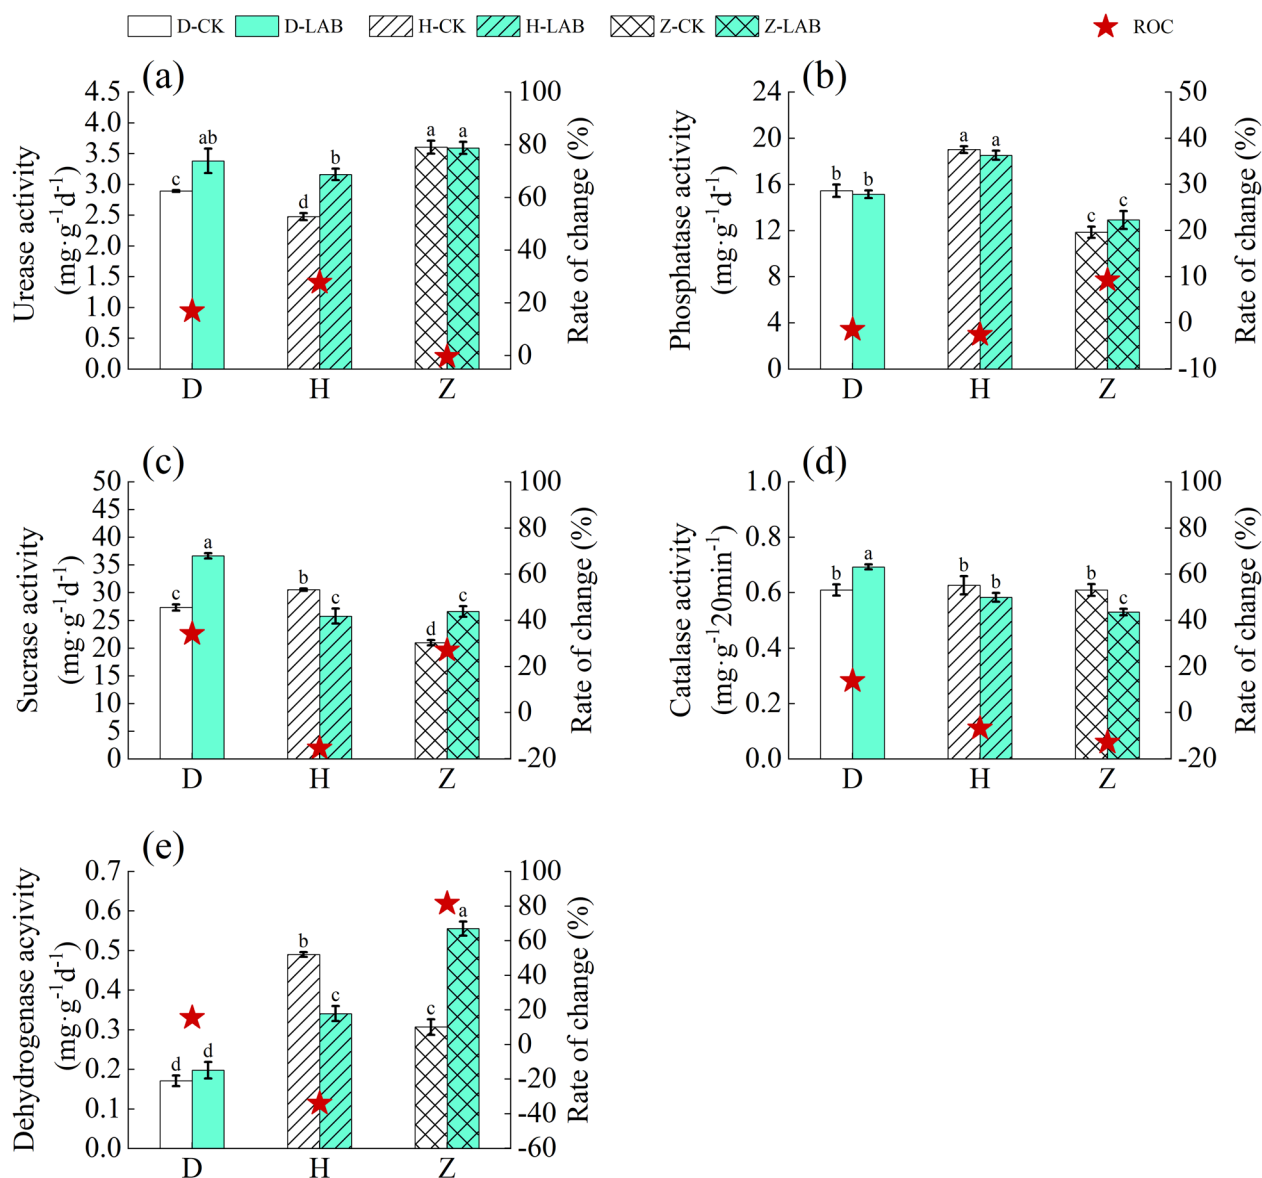 D-CK D-LAB H-CK H-LAB Z-CK Z-LAB ROC
(a)
Urease activity
(mg·g⁻¹d⁻¹)
4.5
4.0
3.5
3.0
2.5
2.0
1.5
1.0
0.5
0.0
c ab d b a a
D H Z
100
80
60
40
20
0
Rate of change (%)
(b)
Phosphatase activity
(mg·g⁻¹d⁻¹)
24
20
16
12
8
4
0
b b a a c c
D H Z
50
40
30
20
10
0
-10
Rate of change (%)
(c)
Sucrase activity
(mg·g⁻¹d⁻¹)
50
45
40
35
30
25
20
15
10
5
0
c a b c d c
D H Z
100
80
60
40
20
0
-20
Rate of change (%)
(d)
Catalase activity
(mg·g⁻¹20min⁻¹)
1.0
0.8
0.6
0.4
0.2
0.0
b a b b b c
D H Z
100
80
60
40
20
0
-20
Rate of change (%)
(e)
Dehydrogenase acyivity
(mg·g⁻¹d⁻¹)
0.7
0.6
0.5
0.4
0.3
0.2
0.1
0.0
d d b c c a
D H Z
100
80
60
40
20
0
-20
-40
-60
Rate of change (%)